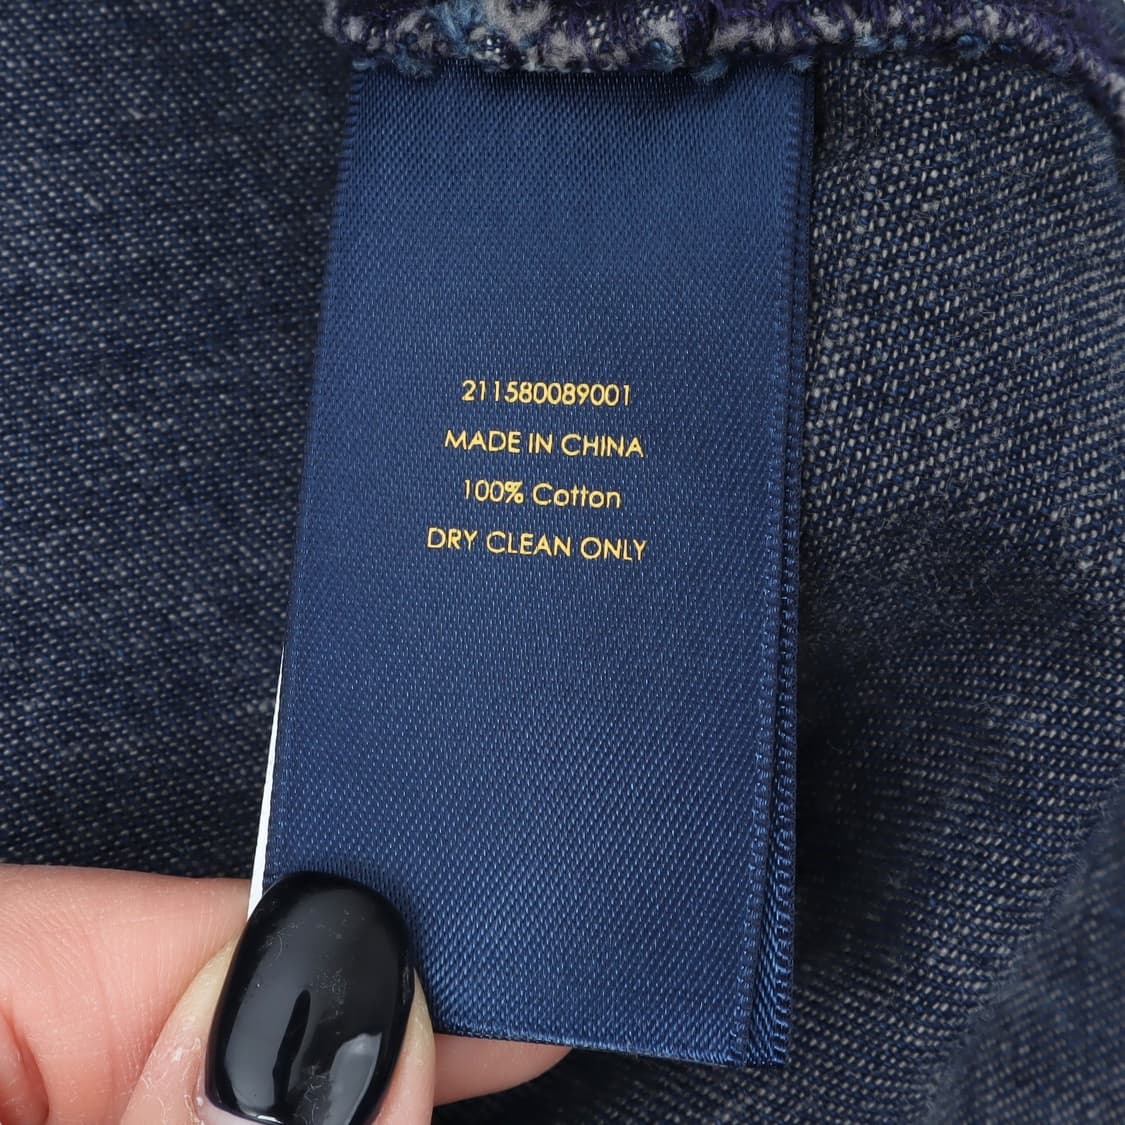 211580089001
MADE IN CHINA
100% Cotton
DRY CLEAN ONLY